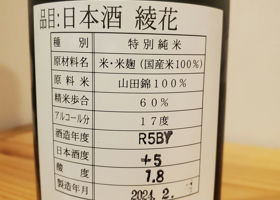 品目:日本酒 綾花
種別 特別純米
原材料名 米・米麹(国産米100%)
原料米 山田錦100%
精米歩合 60%
アルコール分 17度
酒造年度 R5BY
日本酒度 +5
酸度 1.8
製造年月 2024.2.